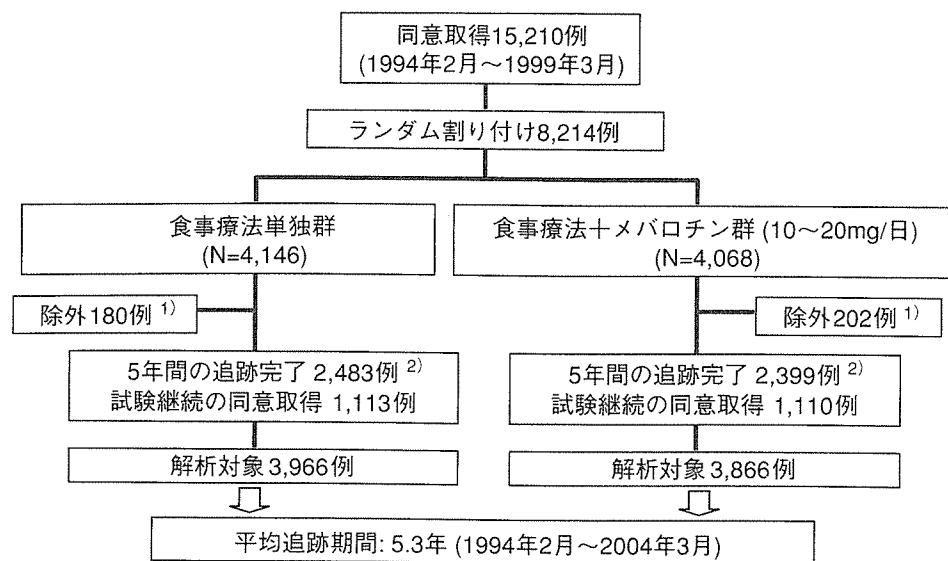 同意取得15,210例
(1994年2月～1999年3月)
ランダム割り付け8,214例
食事療法単独群
(N=4,146)
食事療法＋メバロチン群 (10～20mg/日)
(N=4,068)
除外180例 1)
除外202例 1)
5年間の追跡完了 2,483例 2)
試験継続の同意取得 1,113例
5年間の追跡完了 2,399例 2)
試験継続の同意取得 1,110例
解析対象3,966例
解析対象3,866例
平均追跡期間: 5.3年 (1994年2月～2004年3月)